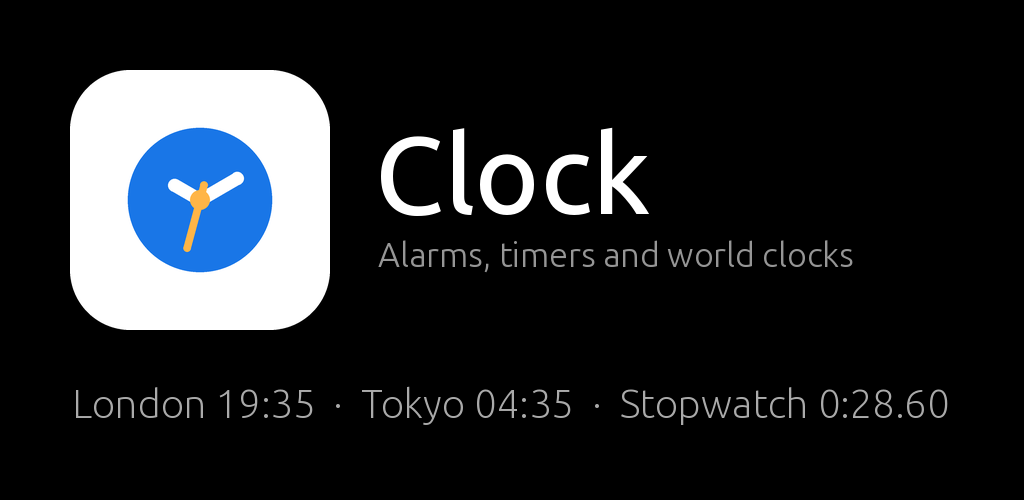 Clock
Alarms, timers and world clocks
London 19:35 · Tokyo 04:35 · Stopwatch 0:28.60